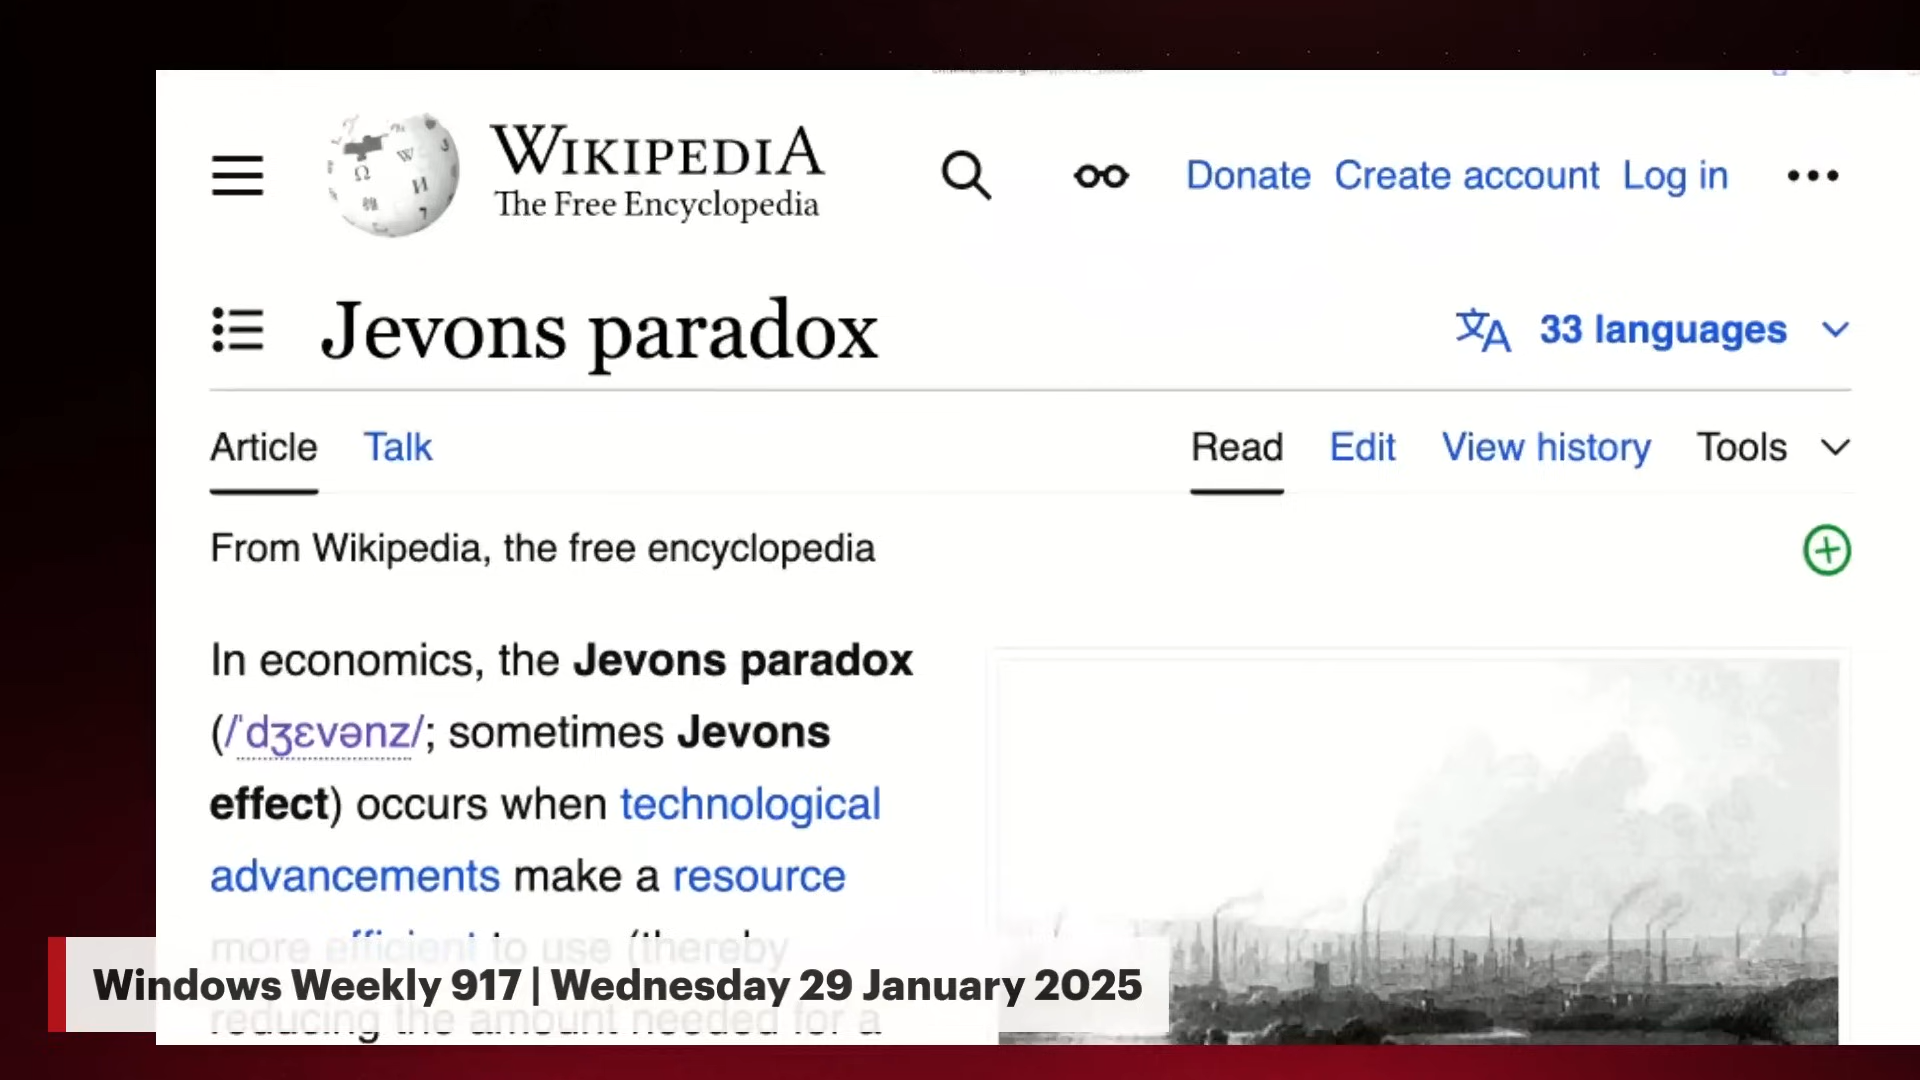 WIKIPEDIA
The Free Encyclopedia
Donate Create account Log in
Jevons paradox
33 languages
Article Talk Read Edit View history Tools
From Wikipedia, the free encyclopedia
In economics, the Jevons paradox
(/ˈdʒɛvənz/; sometimes Jevons
effect) occurs when technological
advancements make a resource
more efficient to use (thereby
reducing the amount needed for a
Windows Weekly 917 | Wednesday 29 January 2025